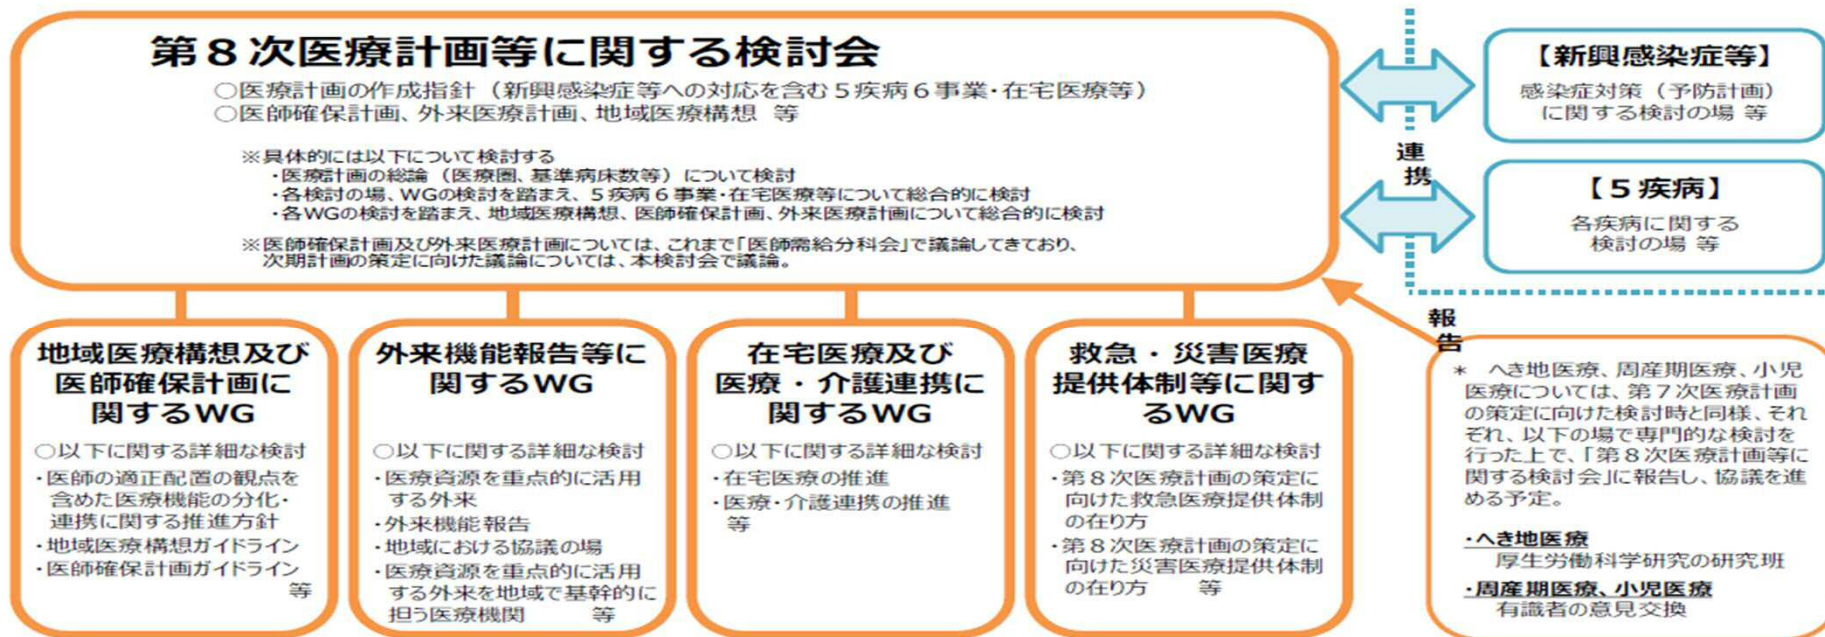 第８次医療計画等に関する検討会
○医療計画の作成指針（新興感染症等への対応を含む５疾病６事業・在宅医療等）
○医師確保計画、外来医療計画、地域医療構想 等
※具体的には以下について検討する
・医療計画の総論（医療圏、基準病床数等）について検討
・各検討の場、WGの検討を踏まえ、５疾病６事業・在宅医療等について総合的に検討
・各WGの検討を踏まえ、地域医療構想、医師確保計画、外来医療計画について総合的に検討
※医師確保計画及び外来医療計画については、これまで「医師需給分科会」で議論してきており、
次期計画の策定に向けた議論については、本検討会で議論。
連携
【新興感染症等】
感染症対策（予防計画）
に関する検討の場 等
【５疾病】
各疾病に関する
検討の場 等
地域医療構想及び
医師確保計画に
関するWG
○以下に関する詳細な検討
・医師の適正配置の観点を
含めた医療機能の分化・
連携に関する推進方針
・地域医療構想ガイドライン
・医師確保計画ガイドライン
等
外来機能報告等に
関するWG
○以下に関する詳細な検討
・医療資源を重点的に活用
する外来
・外来機能報告
・地域における協議の場
・医療資源を重点的に活用
する外来を地域で基幹的に
担う医療機関 等
在宅医療及び
医療・介護連携に
関するWG
○以下に関する詳細な検討
・在宅医療の推進
・医療・介護連携の推進
等
救急・災害医療
提供体制等に関す
るWG
○以下に関する詳細な検討
・第８次医療計画の策定に
向けた救急医療提供体制
の在り方
・第８次医療計画の策定に
向けた災害医療提供体制
の在り方 等
報告
＊ へき地医療、周産期医療、小児
医療については、第７次医療計画
の策定に向けた検討時と同様、それ
ぞれ、以下の場で専門的な検討を
行った上で、「第８次医療計画等に
関する検討会」に報告し、協議を進
める予定。
・へき地医療
厚生労働科学研究の研究班
・周産期医療、小児医療
有識者の意見交換